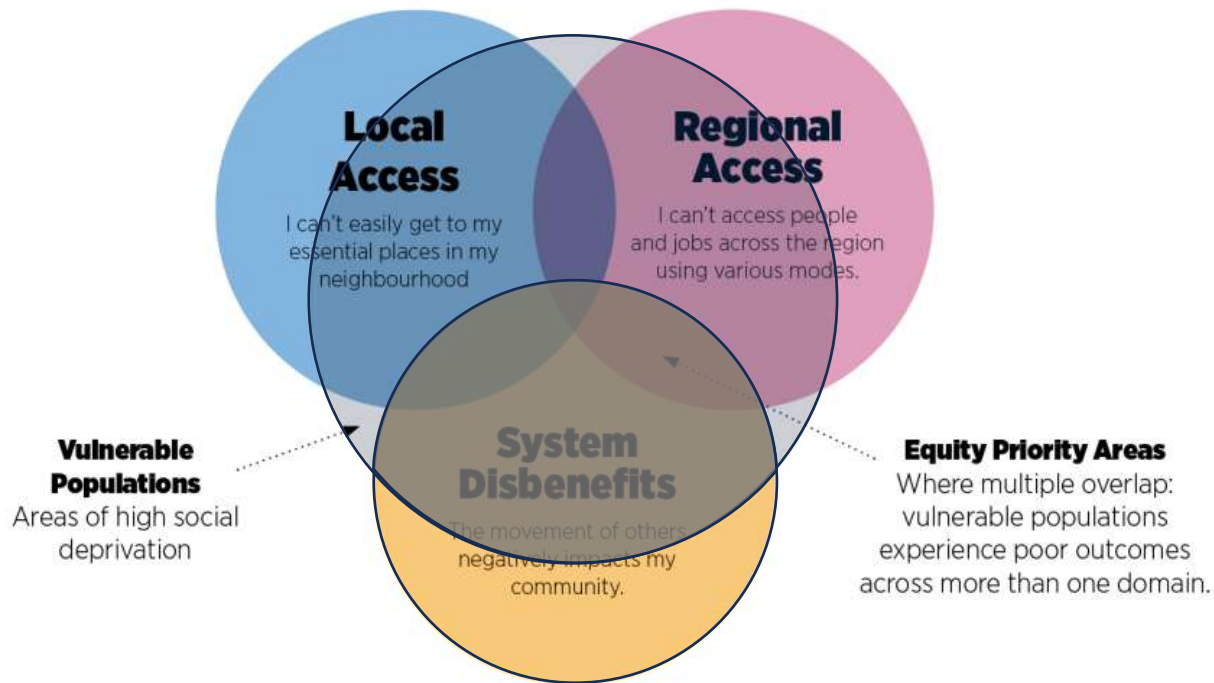 Local
Access
I can't easily get to my
essential places in my
neighbourhood
Regional
Access
I can't access people
and jobs across the region
using various modes.
System
Disbenefits
The movement of others
negatively impacts my
community.
Vulnerable
Populations
Areas of high social
deprivation
Equity Priority Areas
Where multiple overlap:
vulnerable populations
experience poor outcomes
across more than one domain.